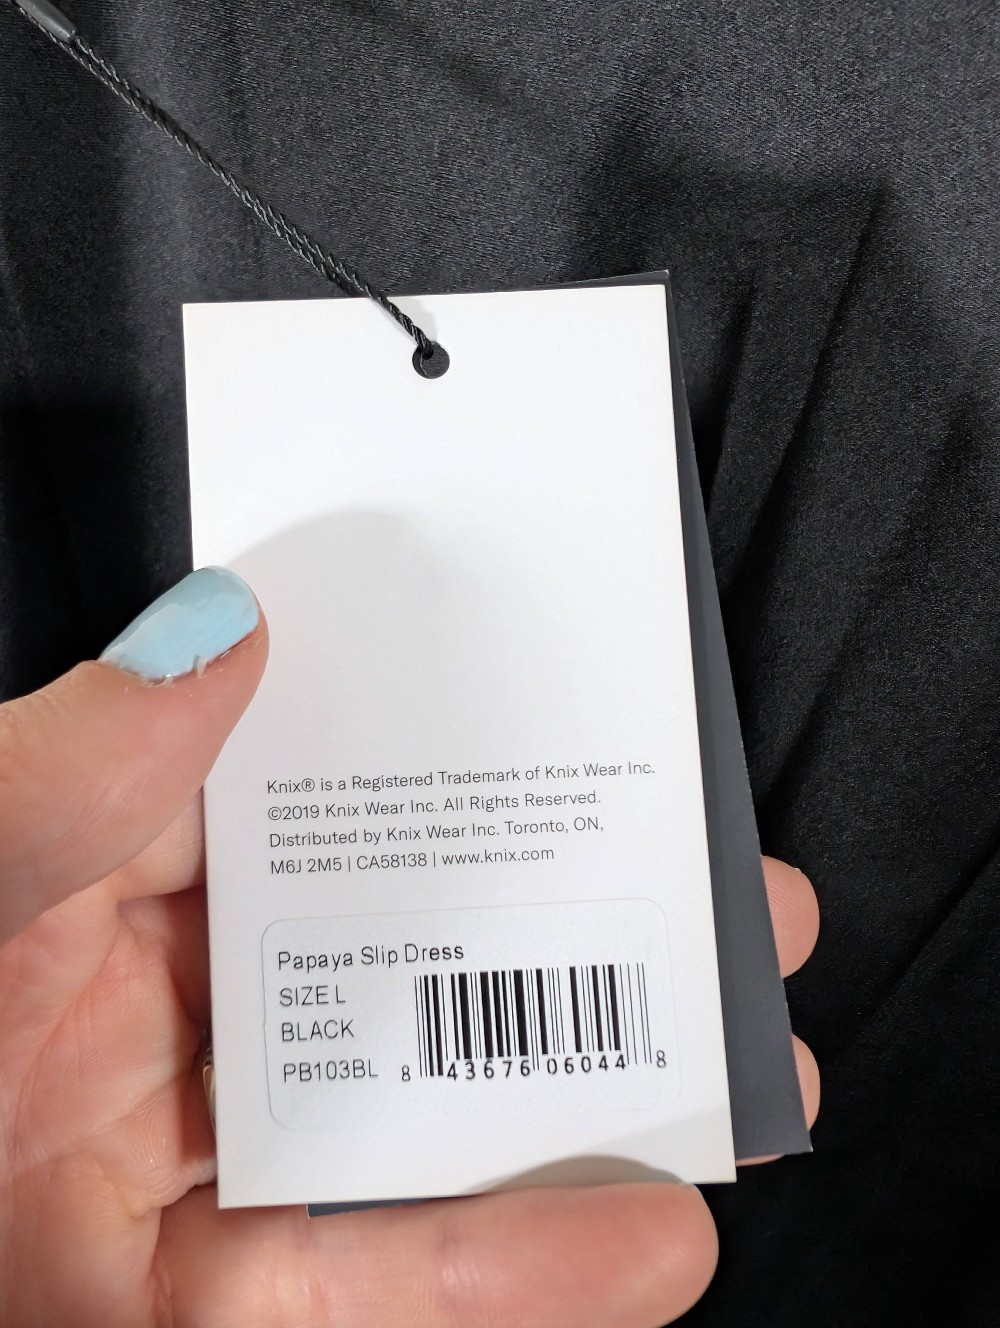 Knix® is a Registered Trademark of Knix Wear Inc.
©2019 Knix Wear Inc. All Rights Reserved.
Distributed by Knix Wear Inc. Toronto, ON,
M6J 2M5 | CA58138 | www.knix.com
Papaya Slip Dress
SIZE L
BLACK
PB103BL
8 43676 06044 8